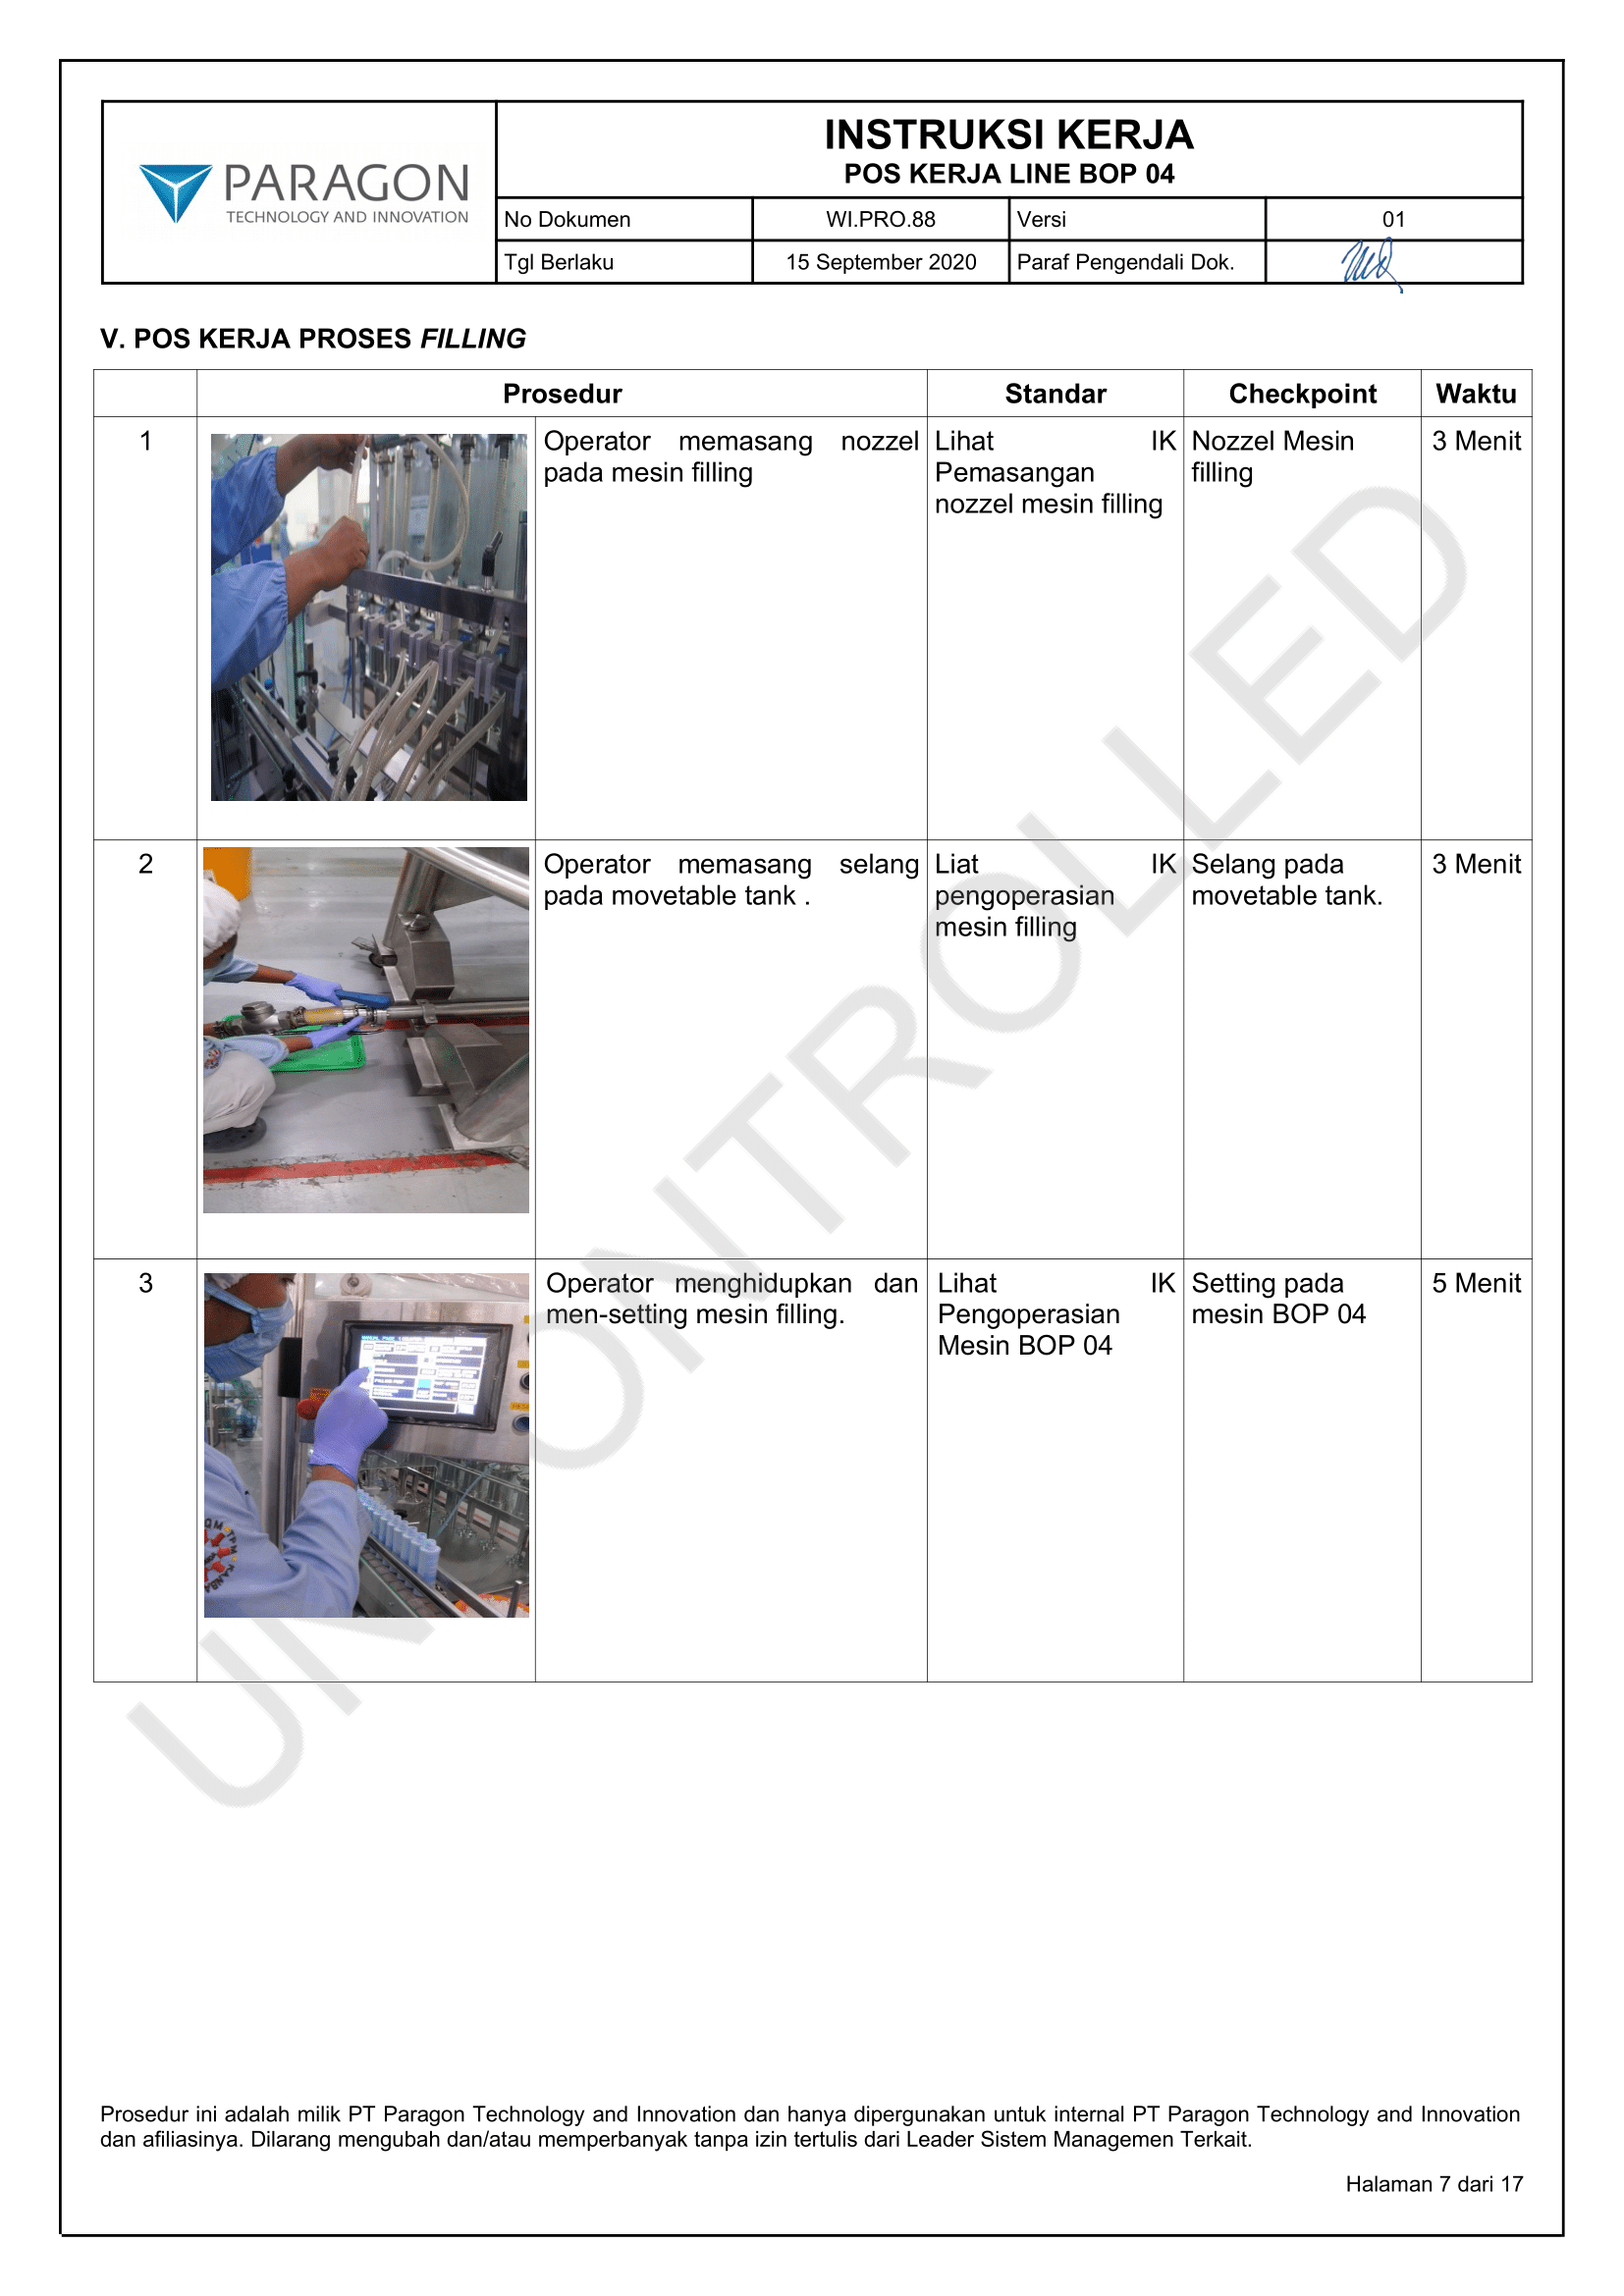 PARAGON
TECHNOLOGY AND INNOVATION
INSTRUKSI KERJA
POS KERJA LINE BOP 04
No Dokumen WI.PRO.88 Versi 01
Tgl Berlaku 15 September 2020 Paraf Pengendali Dok.
V. POS KERJA PROSES FILLING
Prosedur Standar Checkpoint Waktu
1 Operator memasang nozzel Lihat IK Nozzel Mesin 3 Menit
pada mesin filling Pemasangan filling
nozzel mesin filling
2 Operator memasang selang Liat IK Selang pada 3 Menit
pada movetable tank . pengoperasian movetable tank.
mesin filling
3 Operator menghidupkan dan Lihat IK Setting pada 5 Menit
men-setting mesin filling. Pengoperasian mesin BOP 04
Mesin BOP 04
UNCONTROLLED
Prosedur ini adalah milik PT Paragon Technology and Innovation dan hanya dipergunakan untuk internal PT Paragon Technology and Innovation
dan afiliasinya. Dilarang mengubah dan/atau memperbanyak tanpa izin tertulis dari Leader Sistem Managemen Terkait.
Halaman 7 dari 17